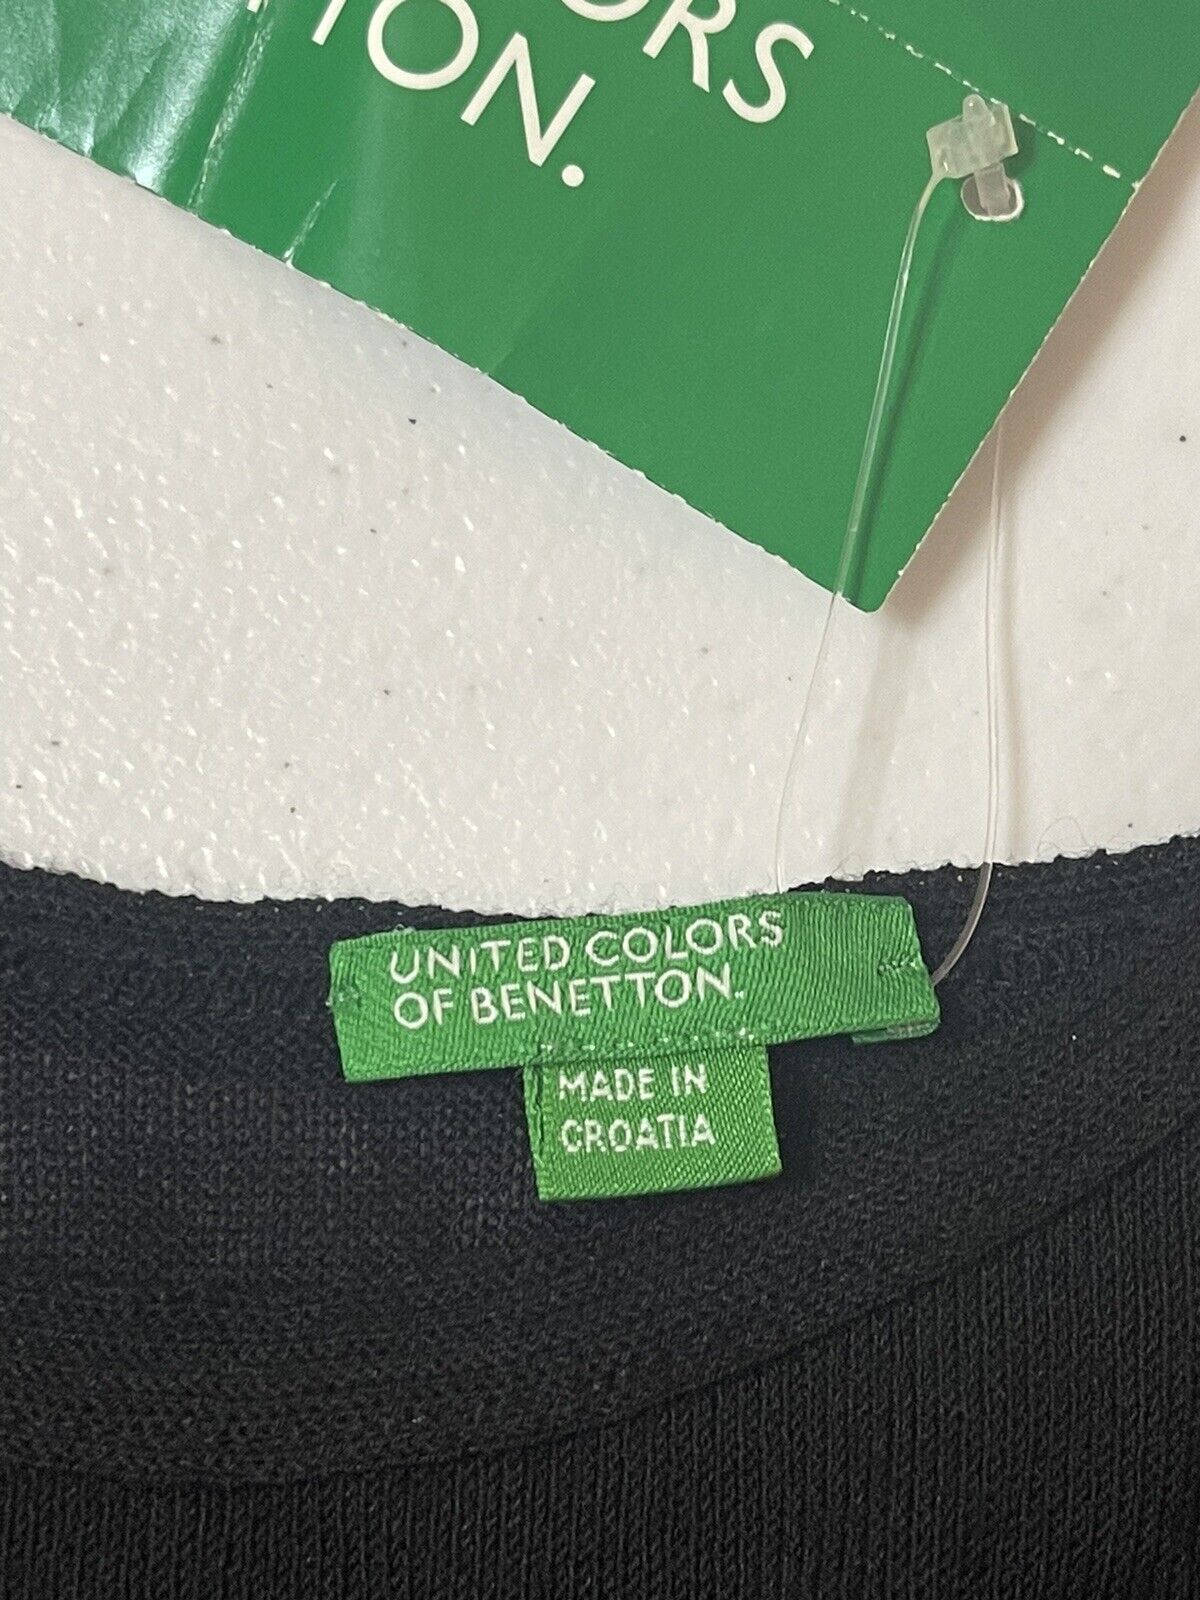 ORS
TON.
UNITED COLORS
OF BENETTON.
MADE IN
CROATIA